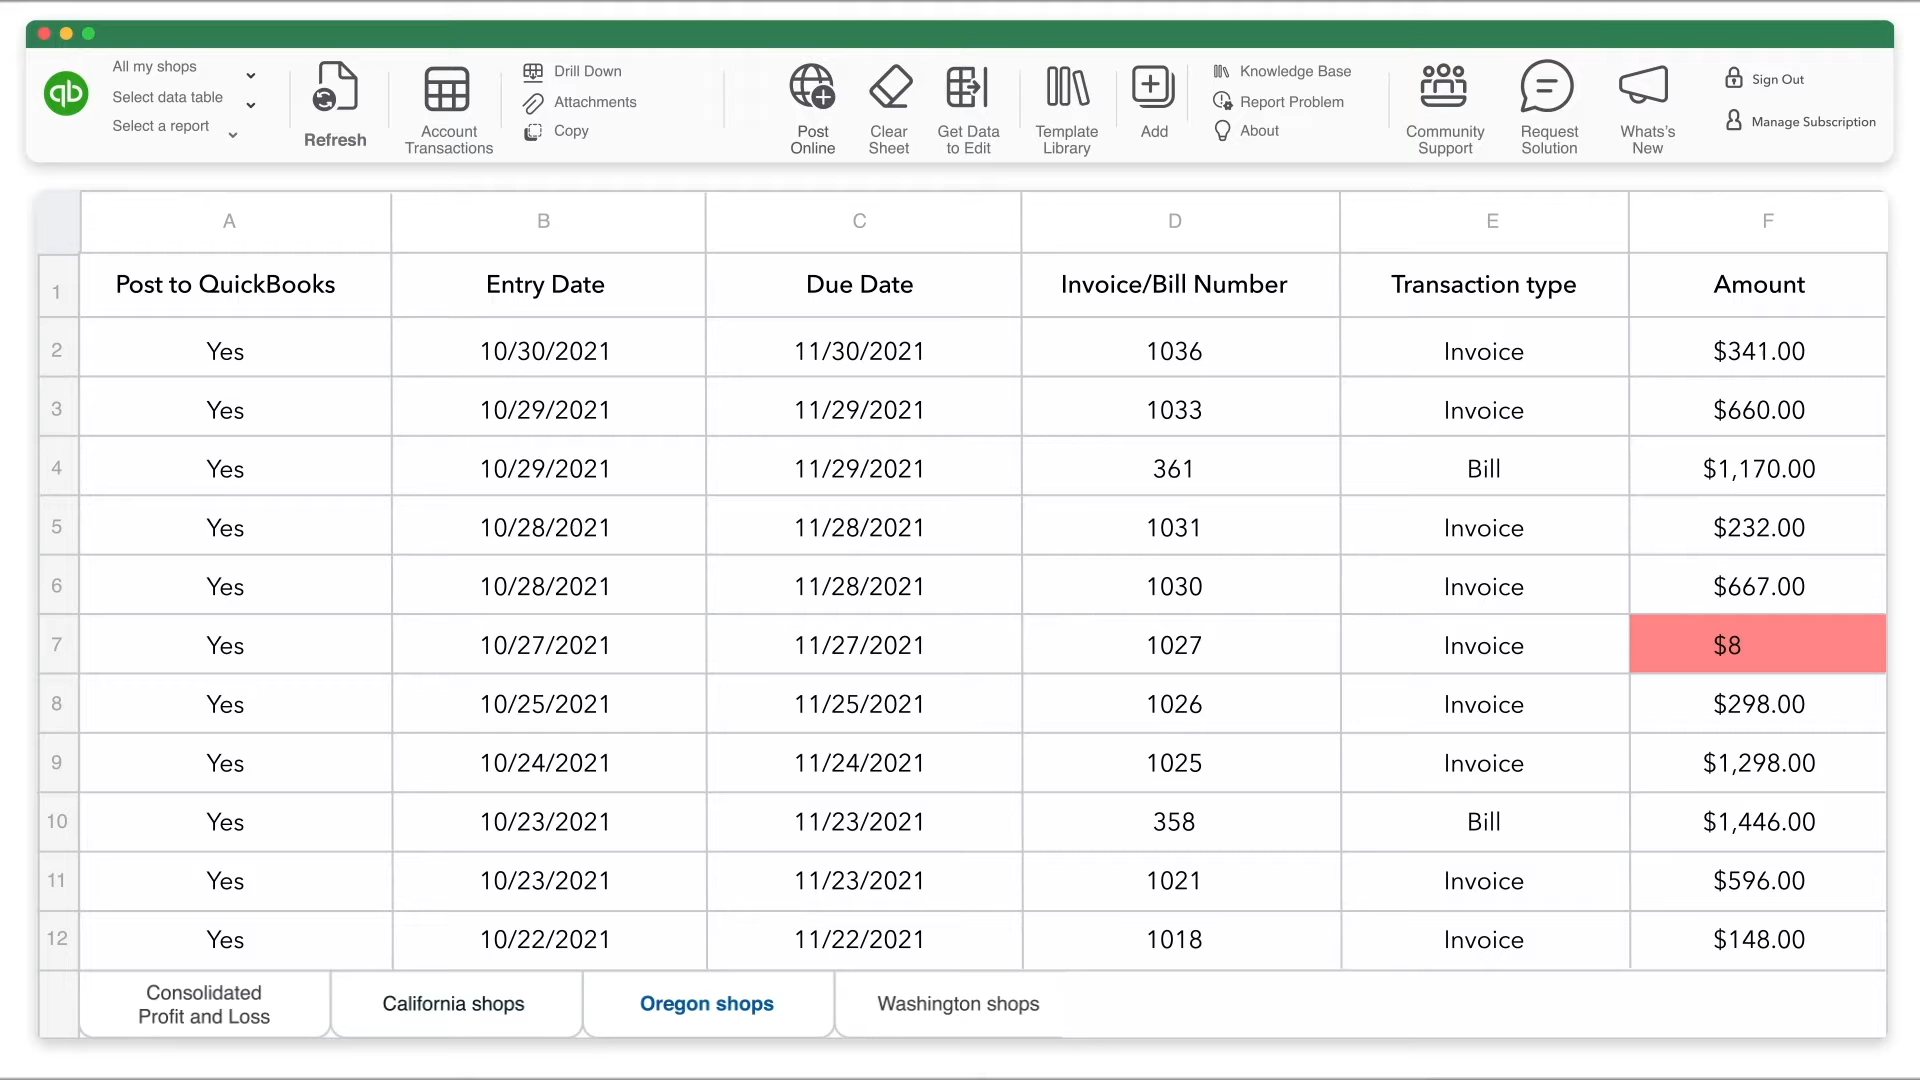 qb
All my shops
Select data table
Select a report
Refresh
Account
Transactions
Drill Down
Attachments
Copy
Post
Online
Clear
Sheet
Get Data
to Edit
Template
Library
Add
Knowledge Base
Report Problem
About
Community
Support
Request
Solution
Whats's
New
Sign Out
Manage Subscription
A B C D E F
1 Post to QuickBooks Entry Date Due Date Invoice/Bill Number Transaction type Amount
2 Yes 10/30/2021 11/30/2021 1036 Invoice $341.00
3 Yes 10/29/2021 11/29/2021 1033 Invoice $660.00
4 Yes 10/29/2021 11/29/2021 361 Bill $1,170.00
5 Yes 10/28/2021 11/28/2021 1031 Invoice $232.00
6 Yes 10/28/2021 11/28/2021 1030 Invoice $667.00
7 Yes 10/27/2021 11/27/2021 1027 Invoice $8
8 Yes 10/25/2021 11/25/2021 1026 Invoice $298.00
9 Yes 10/24/2021 11/24/2021 1025 Invoice $1,298.00
10 Yes 10/23/2021 11/23/2021 358 Bill $1,446.00
11 Yes 10/23/2021 11/23/2021 1021 Invoice $596.00
12 Yes 10/22/2021 11/22/2021 1018 Invoice $148.00
Consolidated
Profit and Loss
California shops
Oregon shops
Washington shops